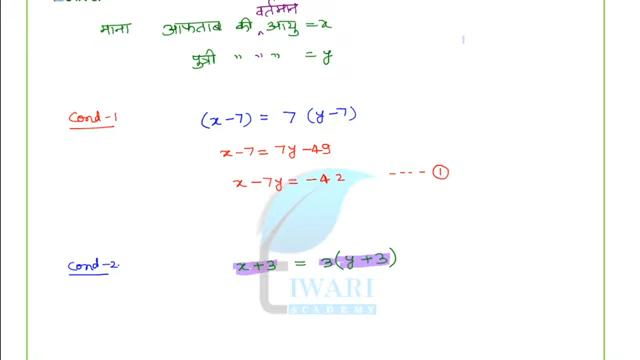 वर्तमान
माना आफताब की ‸ आयु = x
पुत्री " " " = y
Cond-1 (x-7) = 7 (y-7)
x-7 = 7y-49
x-7y = -42 ---- ①
Cond-2 x+3 = 3(y+3)
IWARI
ACADEMY